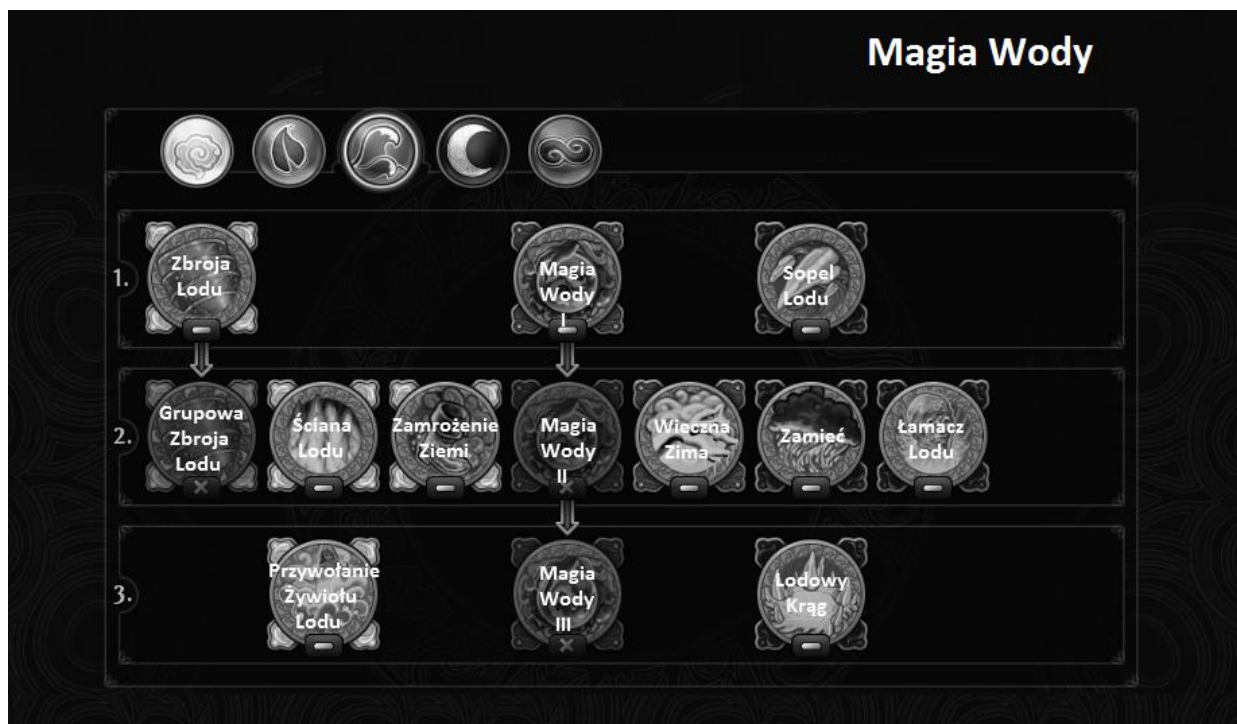 Magia Wody
1.
Zbroja
Lodu
Magia
Wody
I
Sopel
Lodu
2.
Grupowa
Zbroja
Lodu
Ściana
Lodu
Zamrożenie
Ziemi
Magia
Wody
II
Wieczna
Zima
Zamieć
Łamacz
Lodu
3.
Przywołanie
Żywiołu
Lodu
Magia
Wody
III
Lodowy
Krąg